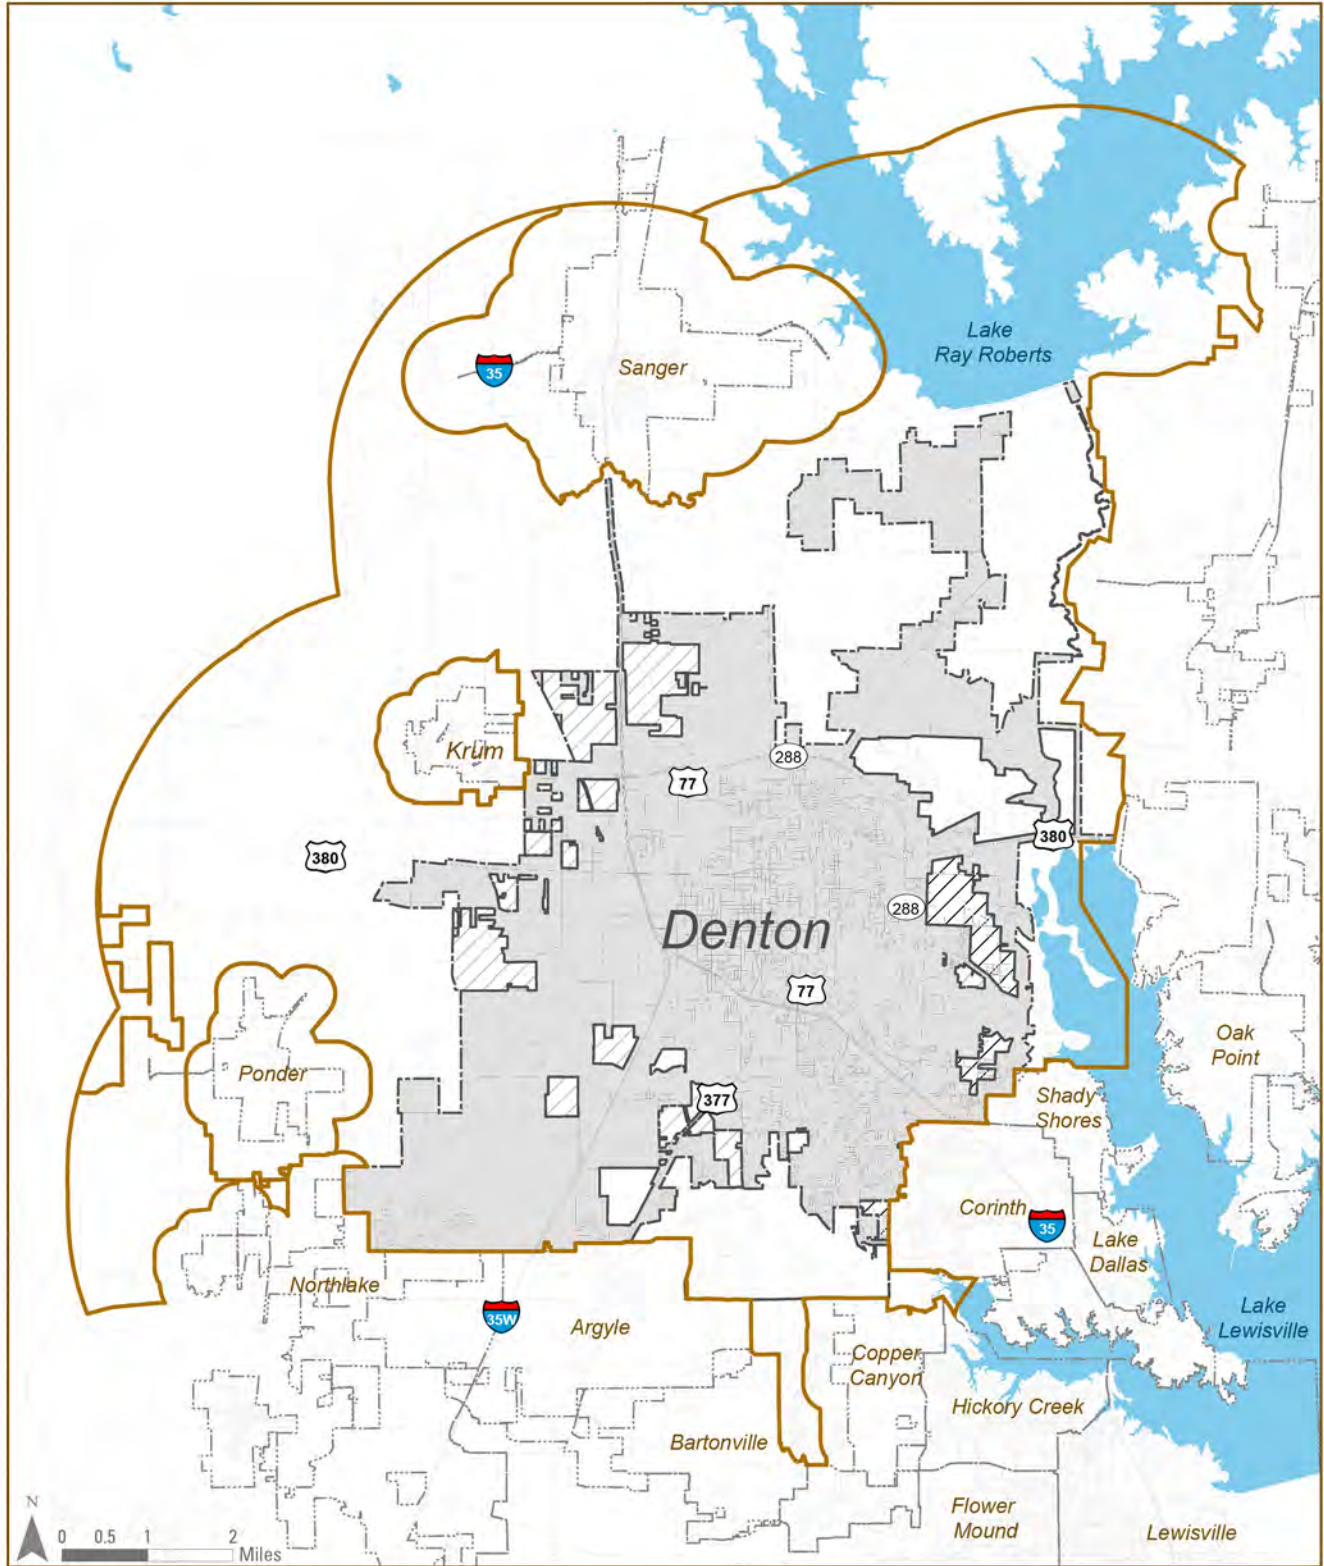 Lake
Ray Roberts
Sanger
35
Krum
288
77
380
380
288
Denton
77
Oak
Point
Ponder
Shady
Shores
377
Corinth
35
Lake
Dallas
Northlake
Lake
Lewisville
35W
Argyle
Copper
Canyon
Hickory Creek
Bartonville
N
Flower
Mound
Lewisville
0 0.5 1 2
Miles